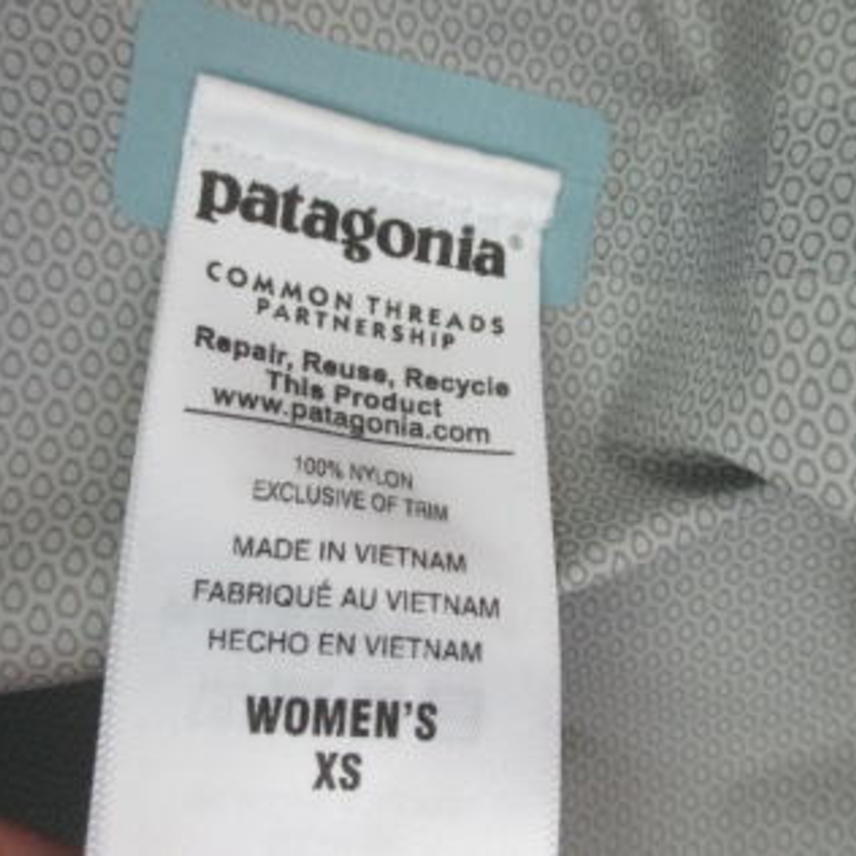 patagonia®
COMMON THREADS
PARTNERSHIP
Repair, Reuse, Recycle
This Product
www.patagonia.com
100% NYLON
EXCLUSIVE OF TRIM
MADE IN VIETNAM
FABRIQUÉ AU VIETNAM
HECHO EN VIETNAM
WOMEN'S
XS